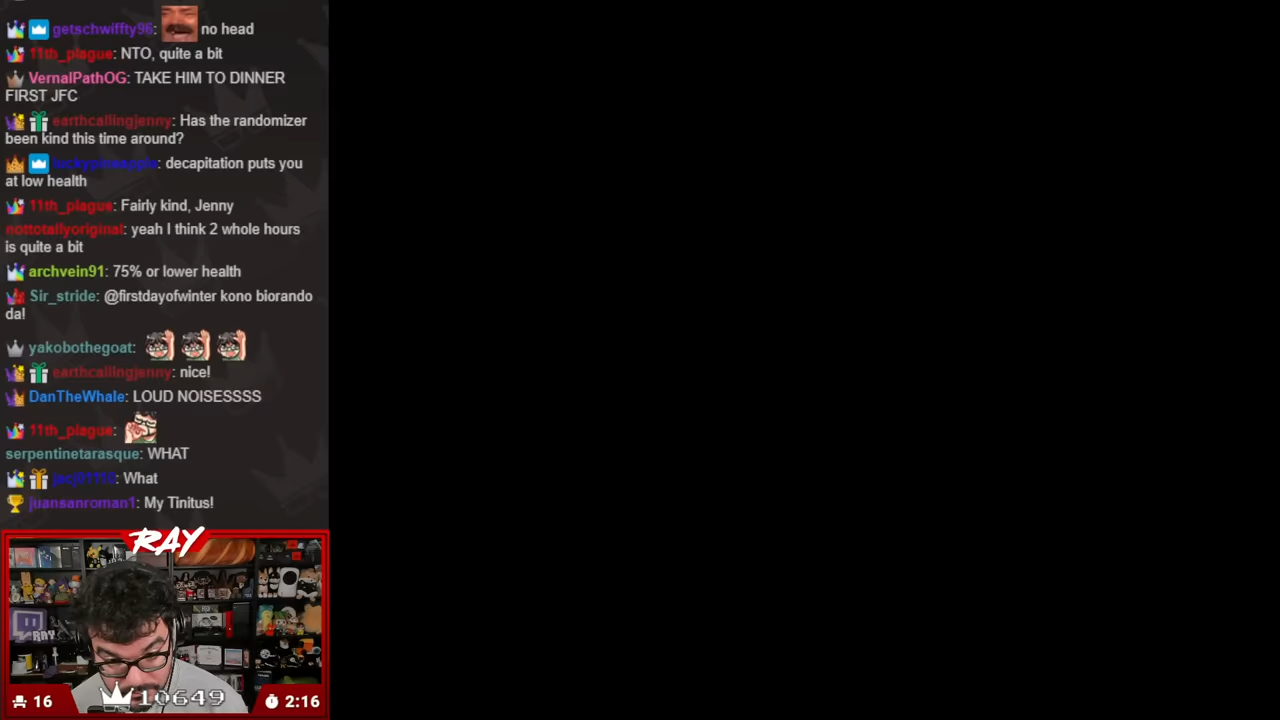 getschwiffty96: no head
11th_plague: NTO, quite a bit
VernalPathOG: TAKE HIM TO DINNER
FIRST JFC
earthcallingjenny: Has the randomizer
been kind this time around?
luckypineapple: decapitation puts you
at low health
11th_plague: Fairly kind, Jenny
nottotallyoriginal: yeah I think 2 whole hours
is quite a bit
archvein91: 75% or lower health
Sir_stride: @firstdayofwinter kono biorando
da!
yakobothegoat:
earthcallingjenny: nice!
DanTheWhale: LOUD NOISESSSS
11th_plague:
serpentinetarasque: WHAT
: What
juansanroman1: My Tinitus!
RAY
16
10649
2:16